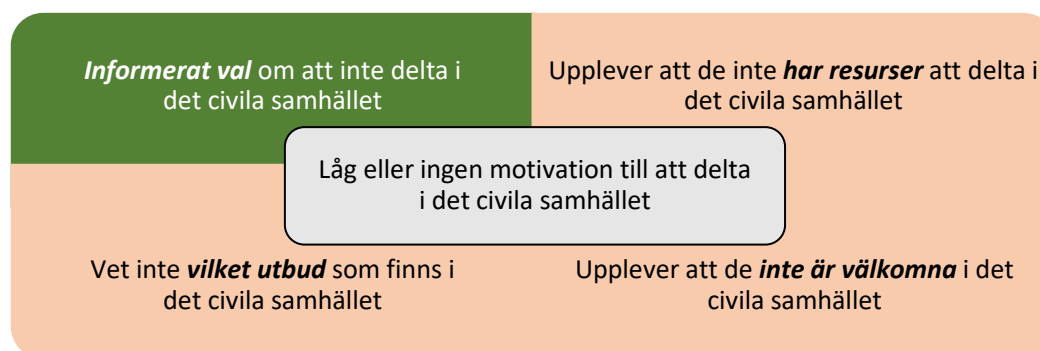 Informerat val om att inte delta i
det civila samhället
Upplever att de inte har resurser att delta i
det civila samhället
Låg eller ingen motivation till att delta
i det civila samhället
Vet inte vilket utbud som finns i
det civila samhället
Upplever att de inte är välkomna i det
civila samhället